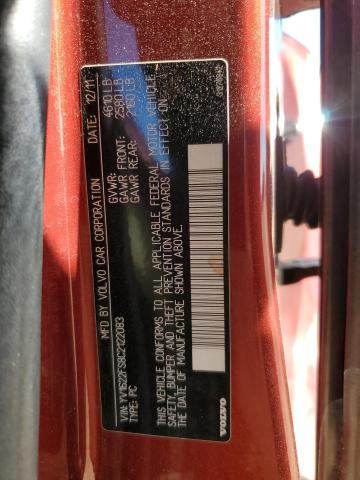 MFD BY VOLVO CAR CORPORATION DATE: 12/11
GVWR: 4610 LB
GAWR FRONT: 2580 LB
GAWR REAR: 2160 LB
THIS VEHICLE CONFORMS TO ALL APPLICABLE FEDERAL MOTOR VEHICLE
SAFETY, BUMPER, AND THEFT PREVENTION STANDARDS IN EFFECT ON
THE DATE OF MANUFACTURE SHOWN ABOVE.
VIN: YV1622FS8C2122083
TYPE: PC
VOLVO